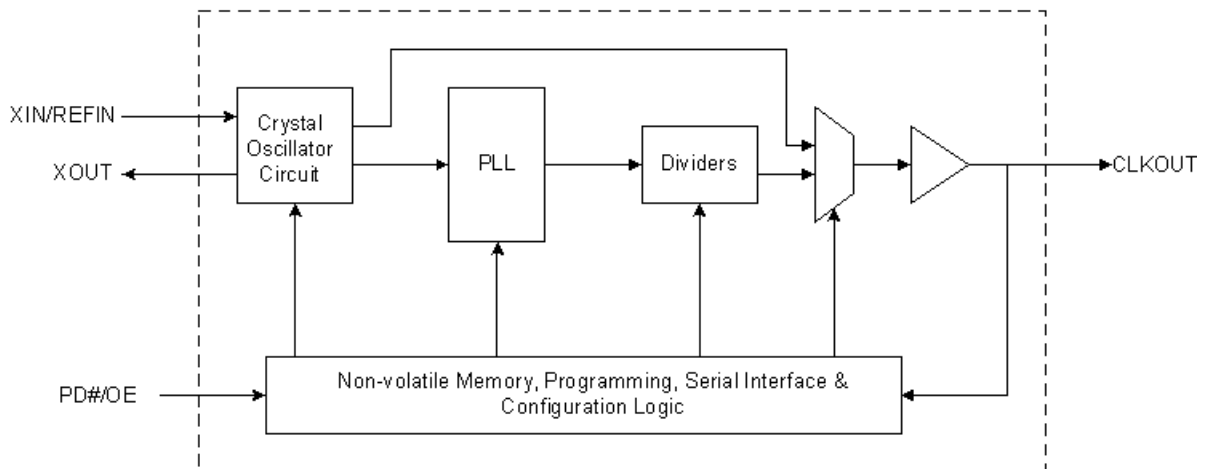 XIN/REFIN
XOUT
Crystal
Oscillator
Circuit
PLL
Dividers
CLKOUT
PD#/OE
Non-volatile Memory, Programming, Serial Interface &
Configuration Logic